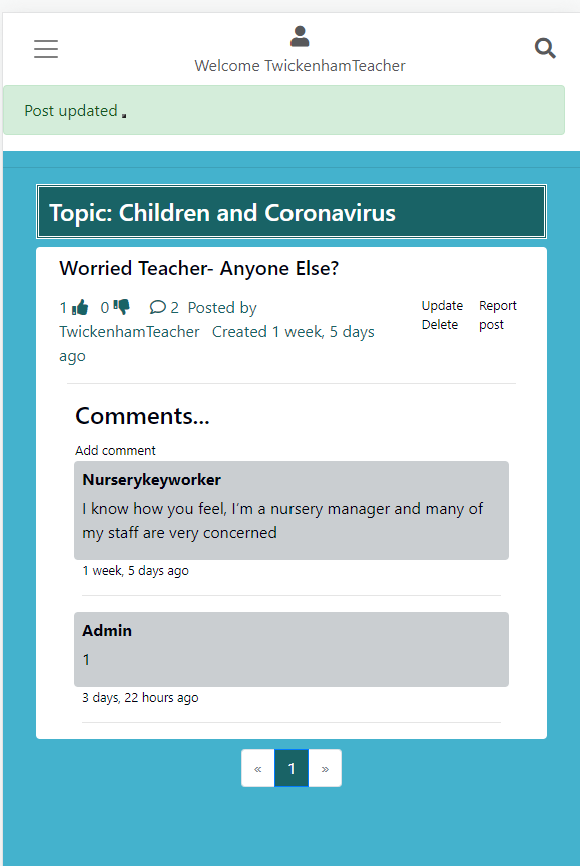 Welcome TwickenhamTeacher
Post updated .
Topic: Children and Coronavirus
Worried Teacher- Anyone Else?
1 0 2 Posted by
TwickenhamTeacher Created 1 week, 5 days
ago
Update Report
Delete post
Comments...
Add comment
Nurserykeyworker
I know how you feel, I’m a nursery manager and many of
my staff are very concerned
1 week, 5 days ago
Admin
1
3 days, 22 hours ago
« 1 »